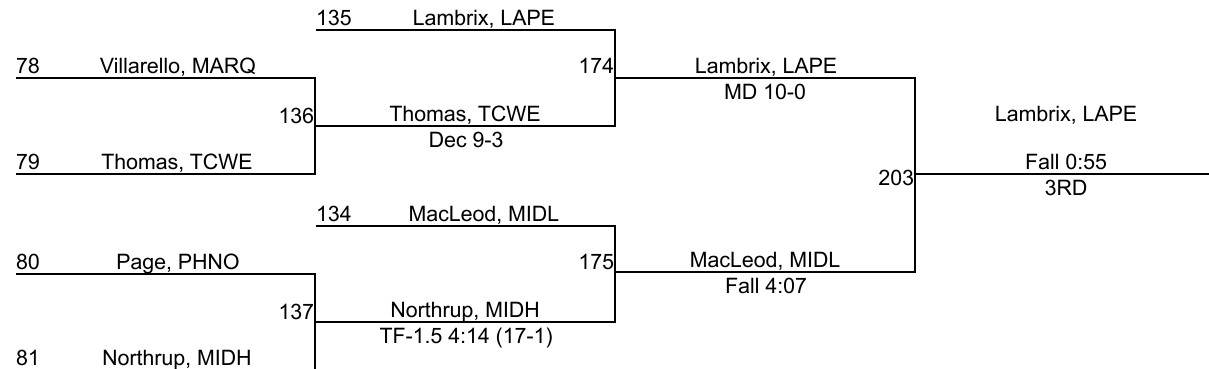 135 Lambrix, LAPE
78 Villarello, MARQ
174 Lambrix, LAPE
MD 10-0
136 Thomas, TCWE
Dec 9-3
Lambrix, LAPE
79 Thomas, TCWE
Fall 0:55
203
3RD
134 MacLeod, MIDL
80 Page, PHNO
175 MacLeod, MIDL
Fall 4:07
137 Northrup, MIDH
TF-1.5 4:14 (17-1)
81 Northrup, MIDH